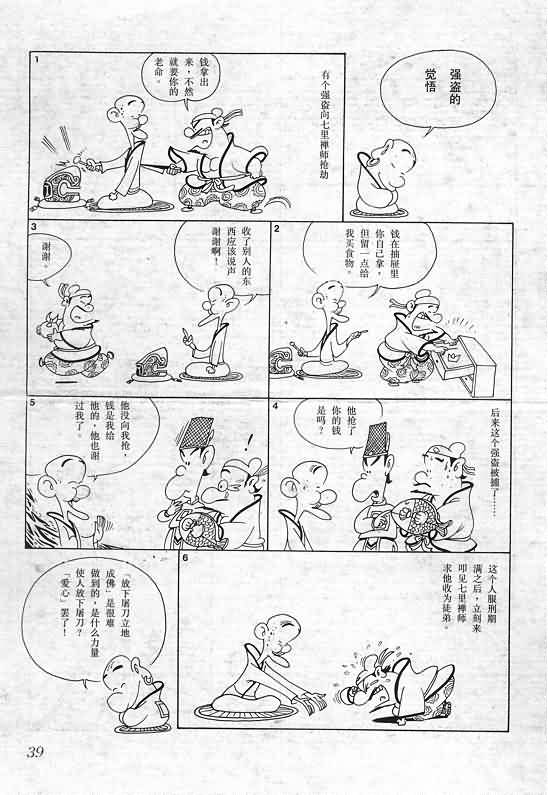 强盗的
觉悟
1
有个强盗向七里禅师抢劫
钱拿出
来，不然
就要你的
老命。
2
钱在抽屉里
你自己拿，
但留一点给
我买食物。
3
收了别人的东
西应该说声
谢谢啊！
谢谢。
4
后来这个强盗被捕了……
他抢了
你的钱
是吗？
5
！
他没向我抢，
钱是我给
他的，他也谢
过我了。
6
这个人服刑期
满之后，立刻来
叩见七里禅师
求他收为徒弟。
「放下屠刀立地
成佛」是很难
做到的，是什么力量
使人放下屠刀？
「爱心」罢了！
39